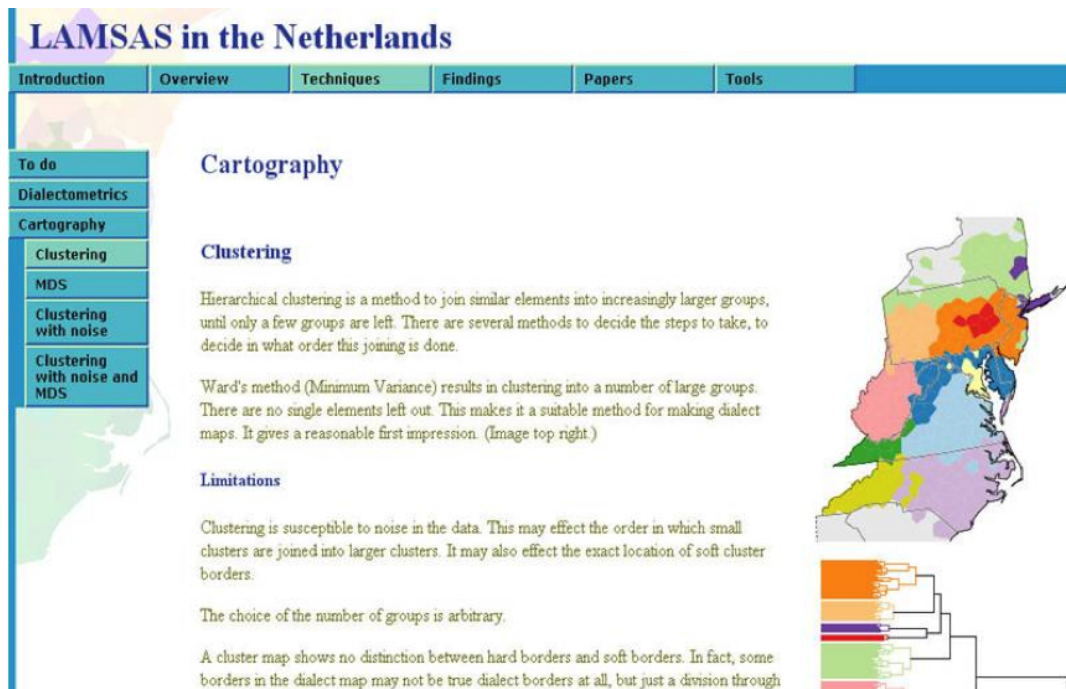 LAMSAS in the Netherlands
Introduction
Overview
Techniques
Findings
Papers
Tools
To do
Dialectometrics
Cartography
Clustering
MDS
Clustering
with noise
Clustering
with noise and
MDS
Cartography
Clustering
Hierarchical clustering is a method to join similar elements into increasingly larger groups,
until only a few groups are left. There are several methods to decide the steps to take, to
decide in what order this joining is done.
Ward's method (Minimum Variance) results in clustering into a number of large groups.
There are no single elements left out. This makes it a suitable method for making dialect
maps. It gives a reasonable first impression. (Image top right.)
Limitations
Clustering is susceptible to noise in the data. This may effect the order in which small
clusters are joined into larger clusters. It may also effect the exact location of soft cluster
borders.
The choice of the number of groups is arbitrary.
A cluster map shows no distinction between hard borders and soft borders. In fact, some
borders in the dialect map may not be true dialect borders at all, but just a division through